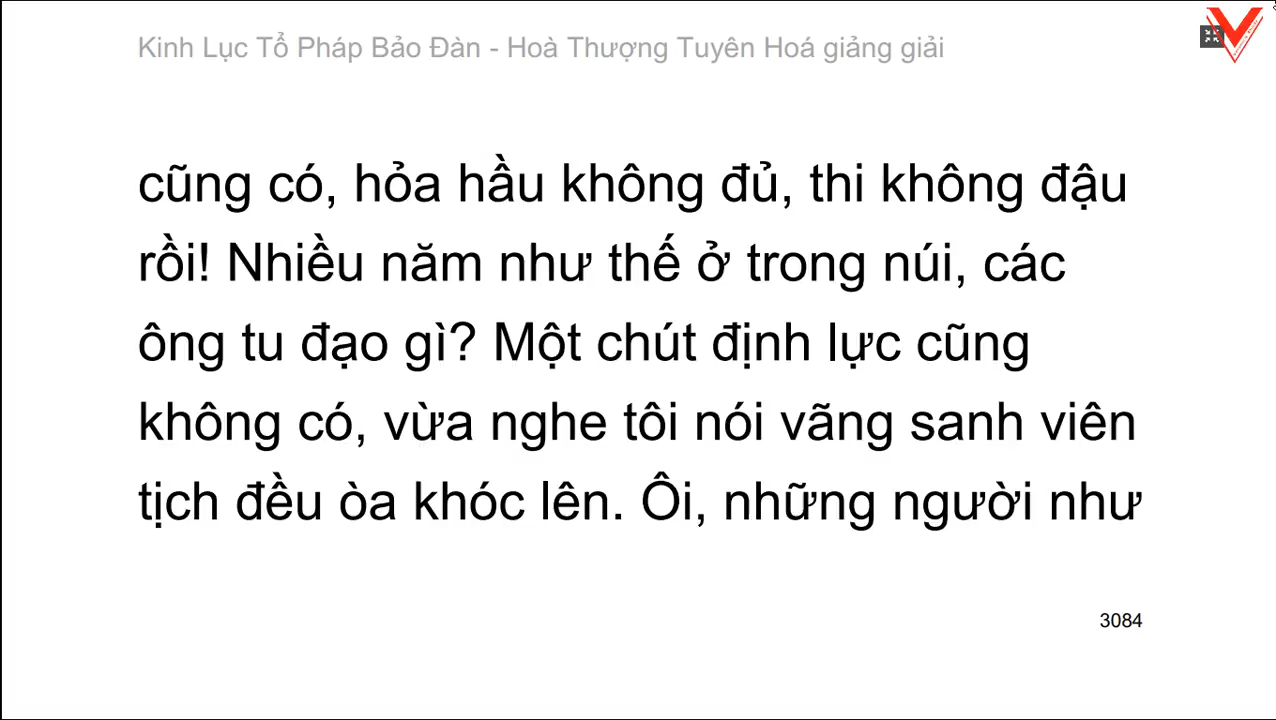 Kinh Lục Tổ Pháp Bảo Đàn - Hoà Thượng Tuyên Hoá giảng giải
cũng có, hỏa hầu không đủ, thi không đậu
rồi! Nhiều năm như thế ở trong núi, các
ông tu đạo gì? Một chút định lực cũng
không có, vừa nghe tôi nói vãng sanh viên
tịch đều òa khóc lên. Ôi, những người như
3084